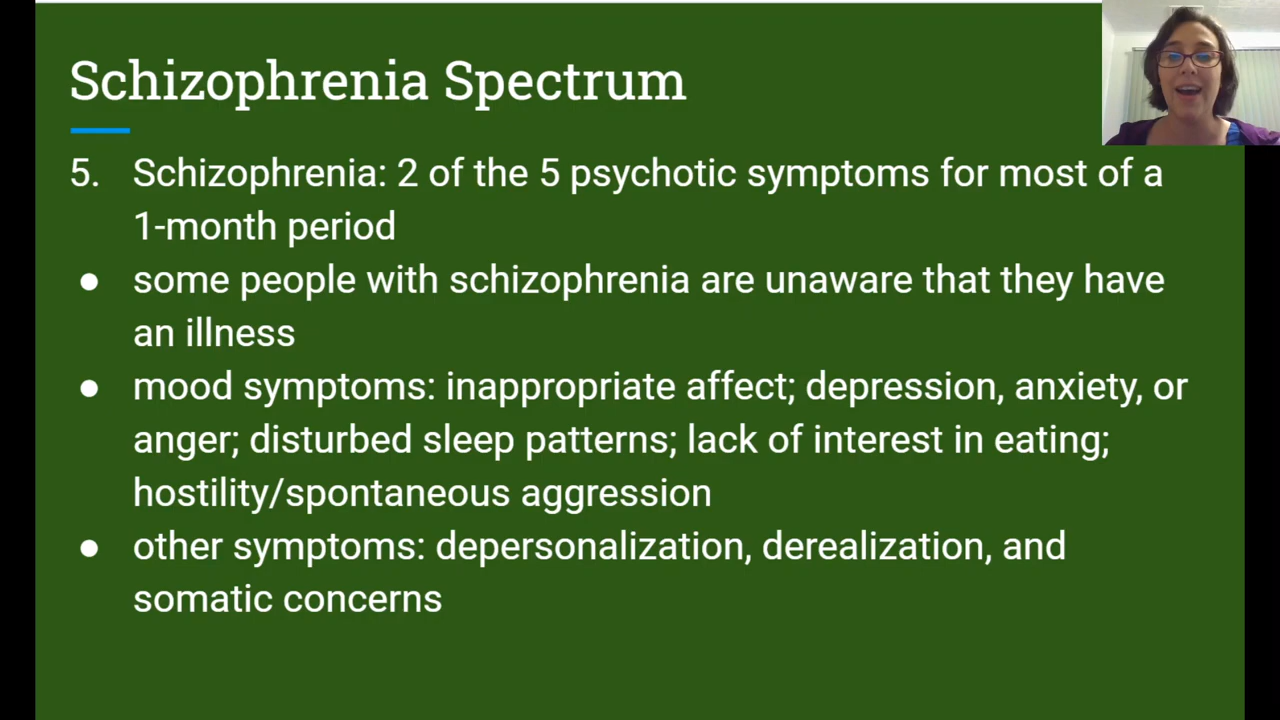 Schizophrenia Spectrum
5. Schizophrenia: 2 of the 5 psychotic symptoms for most of a
1-month period
● some people with schizophrenia are unaware that they have
an illness
● mood symptoms: inappropriate affect; depression, anxiety, or
anger; disturbed sleep patterns; lack of interest in eating;
hostility/spontaneous aggression
● other symptoms: depersonalization, derealization, and
somatic concerns